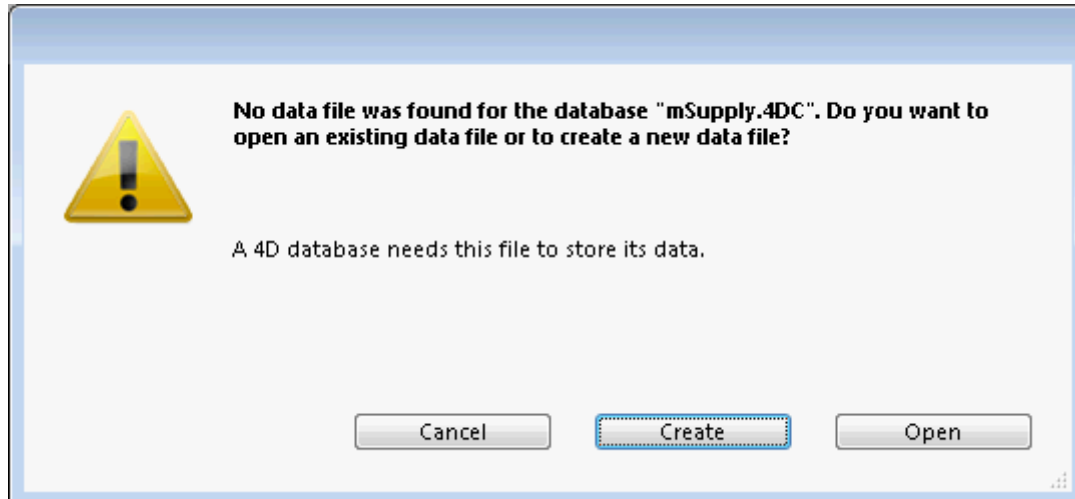 No data file was found for the database "mSupply.4DC". Do you want to
open an existing data file or to create a new data file?
A 4D database needs this file to store its data.
Cancel Create Open